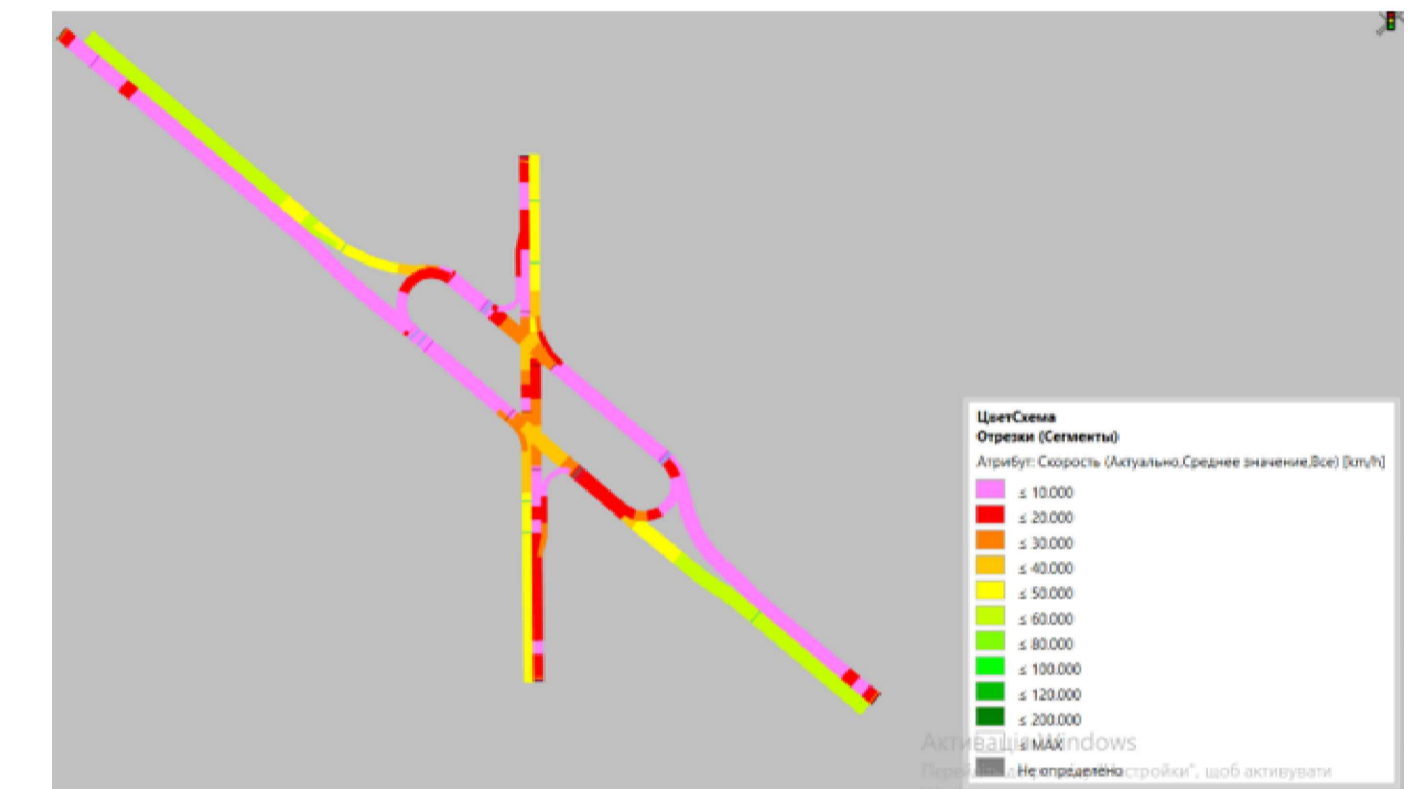 ЦветСхема
Отрезки (Сегменты)
Атрибут: Скорость (Актуально,Среднее значение,Все) [km/h]
≤ 10.000
≤ 20.000
≤ 30.000
≤ 40.000
≤ 50.000
≤ 60.000
≤ 80.000
≤ 100.000
≤ 120.000
≤ 200.000
≤ MAX
Не определено
Активація Windows
"Настройки", щоб активувати